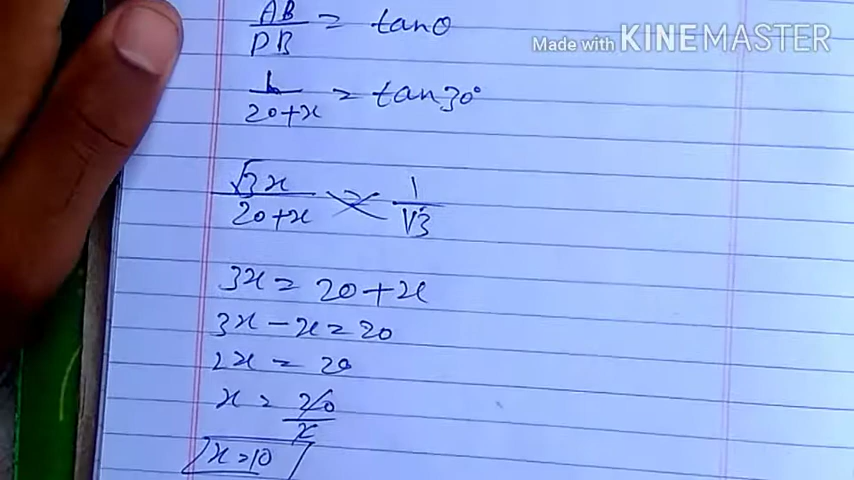 AB/DB = tanθ
Made with KINEMASTER
h/20+x = tan30°
√3x/20+x = 1/√3
3x = 20+x
3x - x = 20
2x = 20
x = 20/2
x = 10